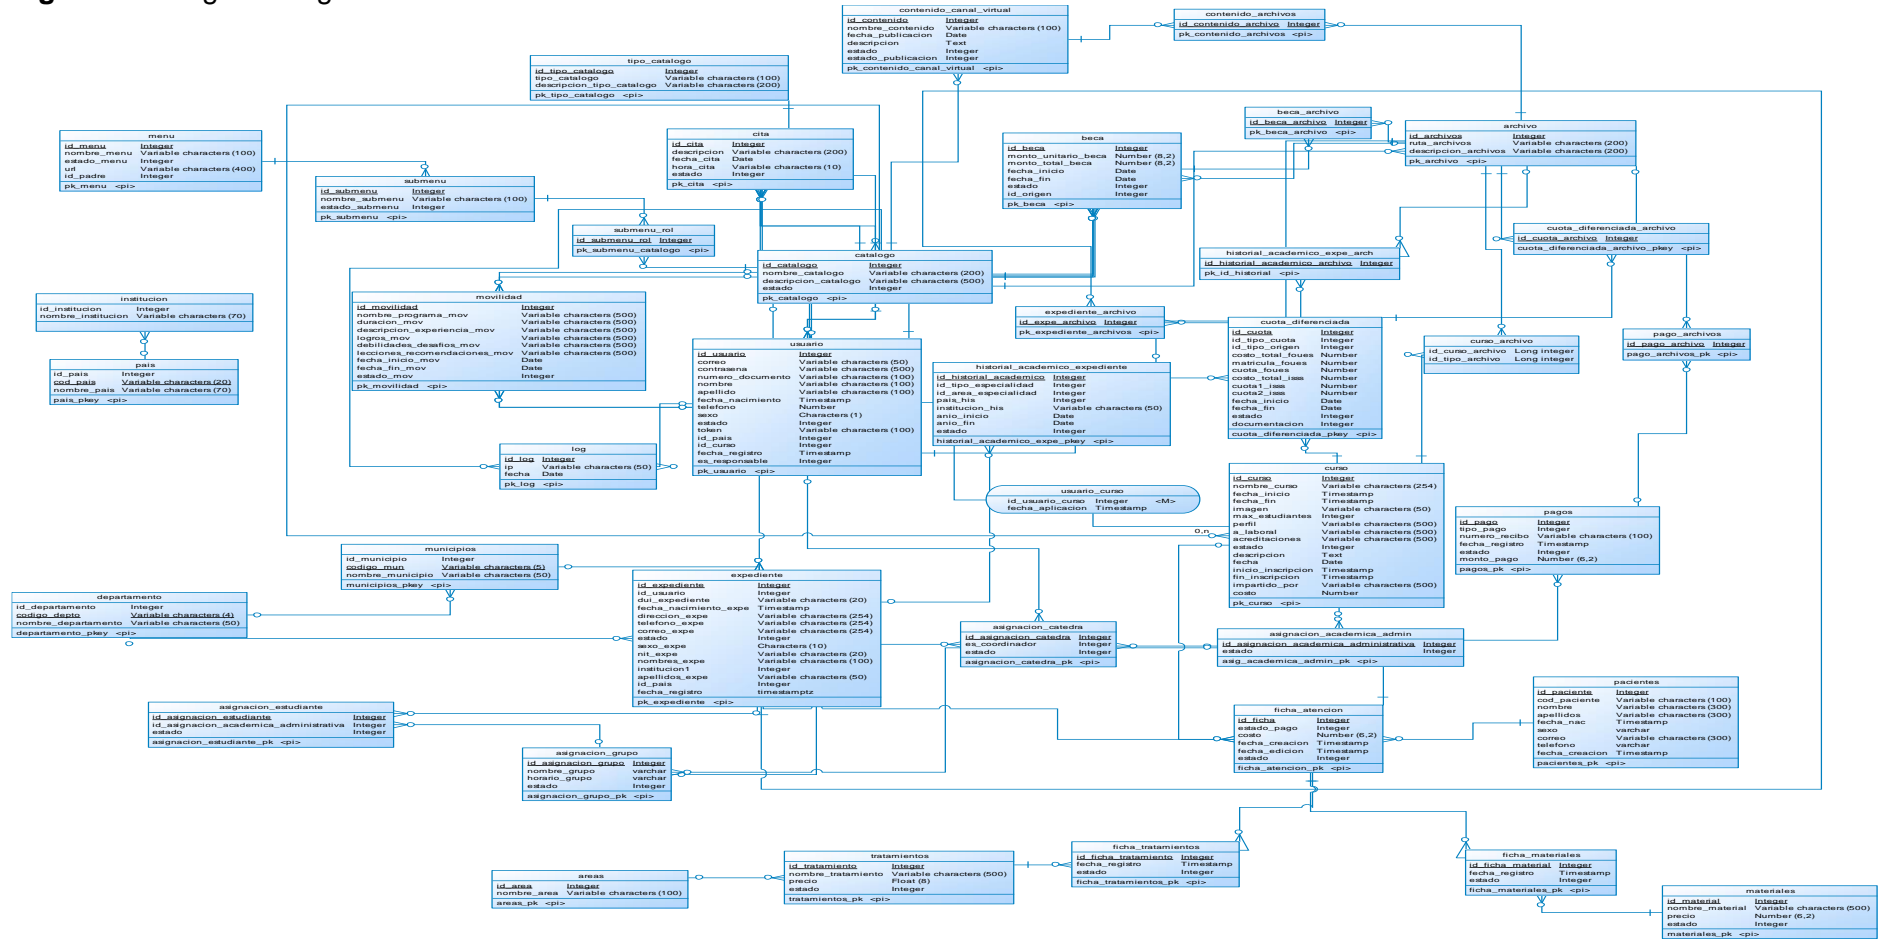 contenido_canal_virtual
id_contenido Integer
nombre_contenido Variable characters (100)
fecha_publicacion Date
descripcion Text
estado Integer
estado_publicacion Integer
pk_contenido_canal_virtual <pi>
contenido_archivos
id_contenido_archivo Integer
pk_contenido_archivos <pi>
tipo_catalogo
id_tipo_catalogo Integer
tipo_catalogo Variable characters (100)
descripcion_tipo_catalogo Variable characters (200)
pk_tipo_catalogo <pi>
menu
id_menu Integer
nombre_menu Variable characters (100)
estado_menu Integer
url Variable characters (400)
id_padre Integer
pk_menu <pi>
submenu
id_submenu Integer
nombre_submenu Variable characters (100)
estado_submenu Integer
pk_submenu <pi>
cita
id_cita Integer
descripcion Variable characters (200)
fecha_cita Date
hora_cita Variable characters (10)
estado Integer
pk_cita <pi>
beca
id_beca Integer
monto_unitario_beca Number (8,2)
monto_total_beca Number (8,2)
fecha_inicio Date
fecha_fin Date
estado Integer
id_origen Integer
pk_beca <pi>
beca_archivo
id_beca_archivo Integer
pk_beca_archivo <pi>
archivo
id_archivos Integer
ruta_archivos Variable characters (200)
descripcion_archivos Variable characters (200)
pk_archivo <pi>
submenu_rol
id_submenu_rol Integer
pk_submenu_catalogo <pi>
catalogo
id_catalogo Integer
nombre_catalogo Variable characters (200)
descripcion_catalogo Variable characters (500)
estado Integer
pk_catalogo <pi>
historial_academico_expe_arch
id_historial_academico_archivo Integer
pk_id_historial <pi>
cuota_diferenciada_archivo
id_cuota_archivo Integer
cuota_diferenciada_archivo_pkey <pi>
institucion
id_institucion Integer
nombre_institucion Variable characters (70)
pais
id_pais Integer
cod_pais Variable characters (20)
nombre_pais Variable characters (70)
pais_pkey <pi>
movilidad
id_movilidad Integer
nombre_programa_mov Variable characters (500)
duracion_mov Variable characters (500)
descripcion_experiencia_mov Variable characters (500)
logros_mov Variable characters (500)
debilidades_desafios_mov Variable characters (500)
lecciones_recomendaciones_mov Variable characters (500)
fecha_inicio_mov Date
fecha_fin_mov Date
estado_mov Integer
pk_movilidad <pi>
usuario
id_usuario Integer
correo Variable characters (50)
contrasena Variable characters (500)
numero_documento Variable characters (100)
nombre Variable characters (100)
apellido Variable characters (100)
fecha_nacimiento Timestamp
telefono Number
sexo Characters (1)
estado Integer
token Variable characters (100)
id_pais Integer
id_curso Integer
fecha_registro Timestamp
es_responsable Integer
pk_usuario <pi>
expediente_archivo
id_expe_archivo Integer
pk_expediente_archivos <pi>
historial_academico_expediente
id_historial_academico Integer
id_tipo_especialidad Integer
id_area_especialidad Integer
pais_his Integer
institucion_his Variable characters (50)
anio_inicio Date
anio_fin Date
estado Integer
historial_academico_expe_pkey <pi>
cuota_diferenciada
id_cuota Integer
id_tipo_cuota Integer
id_tipo_origen Integer
costo_total_foues Number
matricula_foues Number
cuota_foues Number
costo_total_isss Number
cuota1_isss Number
cuota2_isss Number
fecha_inicio Date
fecha_fin Date
estado Integer
documentacion Integer
cuota_diferenciada_pkey <pi>
curso_archivo
id_curso_archivo Long integer
id_tipo_archivo Long integer
pago_archivos
id_pago_archivo Integer
pago_archivos_pk <pi>
log
id_log Integer
ip Variable characters (50)
fecha Date
pk_log <pi>
usuario_curso
id_usuario_curso Integer <M>
fecha_aplicacion Timestamp
0,n
curso
id_curso Integer
nombre_curso Variable characters (254)
fecha_inicio Timestamp
fecha_fin Timestamp
imagen Variable characters (50)
max_estudiantes Integer
perfil Variable characters (500)
a_laboral Variable characters (500)
acreditaciones Variable characters (500)
estado Integer
descripcion Text
fecha Date
inicio_inscripcion Timestamp
fin_inscripcion Timestamp
impartido_por Variable characters (500)
costo Number
pk_curso <pi>
pagos
id_pago Integer
tipo_pago Integer
numero_recibo Variable characters (100)
fecha_registro Timestamp
estado Integer
monto_pago Number (6,2)
pagos_pk <pi>
municipios
id_municipio Integer
codigo_mun Variable characters (5)
nombre_municipio Variable characters (50)
municipios_pkey <pi>
departamento
id_departamento Integer
codigo_depto Variable characters (4)
nombre_departamento Variable characters (50)
departamento_pkey <pi>
expediente
id_expediente Integer
id_usuario Integer
dui_expediente Variable characters (20)
fecha_nacimiento_expe Timestamp
direccion_expe Variable characters (254)
telefono_expe Variable characters (254)
correo_expe Variable characters (254)
estado Integer
sexo_expe Characters (10)
nit_expe Variable characters (20)
nombres_expe Variable characters (100)
institucion1 Integer
apellidos_expe Variable characters (50)
id_pais Integer
fecha_registro timestamptz
pk_expediente <pi>
asignacion_catedra
id_asignacion_catedra Integer
es_coordinador Integer
estado Integer
asignacion_catedra_pk <pi>
asignacion_academica_admin
id_asignacion_academica_administrativa Integer
estado Integer
asig_academica_admin_pk <pi>
asignacion_estudiante
id_asignacion_estudiante Integer
id_asignacion_academica_administrativa Integer
estado Integer
asignacion_estudiante_pk <pi>
asignacion_grupo
id_asignacion_grupo Integer
nombre_grupo varchar
horario_grupo varchar
estado Integer
asignacion_grupo_pk <pi>
ficha_atencion
id_ficha Integer
estado_pago Integer
costo Number (6,2)
fecha_creacion Timestamp
fecha_edicion Timestamp
estado Integer
ficha_atencion_pk <pi>
pacientes
id_paciente Integer
cod_paciente Variable characters (100)
nombre Variable characters (300)
apellidos Variable characters (300)
fecha_nac Timestamp
sexo varchar
correo Variable characters (300)
telefono varchar
fecha_creacion Timestamp
pacientes_pk <pi>
areas
id_area Integer
nombre_area Variable characters (100)
areas_pk <pi>
tratamientos
id_tratamiento Integer
nombre_tratamiento Variable characters (500)
precio Float (8)
estado Integer
tratamientos_pk <pi>
ficha_tratamientos
id_ficha_tratamiento Integer
fecha_registro Timestamp
estado Integer
ficha_tratamientos_pk <pi>
ficha_materiales
id_ficha_material Integer
fecha_registro Timestamp
estado Integer
ficha_materiales_pk <pi>
materiales
id_material Integer
nombre_material Variable characters (500)
precio Number (6,2)
estado Integer
materiales_pk <pi>